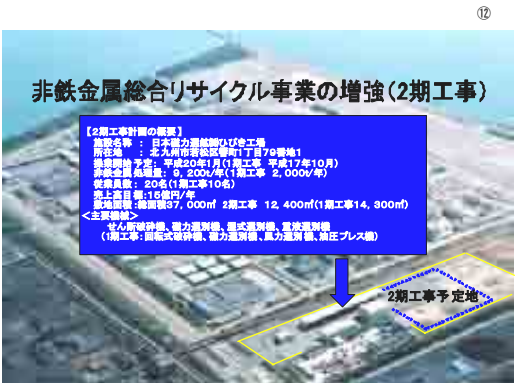 ⑫
非鉄金属総合リサイクル事業の増強(2期工事)
【2期工事計画の概要】
施設名称 : 日本磁力選鉱㈱ひびき工場
所在地 : 北九州市若松区響町1丁目79番地1
操業開始予定: 平成20年1月(1期工事 平成17年10月)
非鉄金属処理量: 9,200t/年(1期工事 2,000t/年)
従業員数: 20名(1期工事10名)
売上高目標:15億円/年
敷地面積:総面積37,000㎡ 2期工事 12,400㎡(1期工事14,300㎡)
<主要機械>
せん断破砕機、磁力選別機、湿式選別機、重液選別機
(1期工事:回転式破砕機、磁力選別機、風力選別機、油圧プレス機)
2期工事予定地